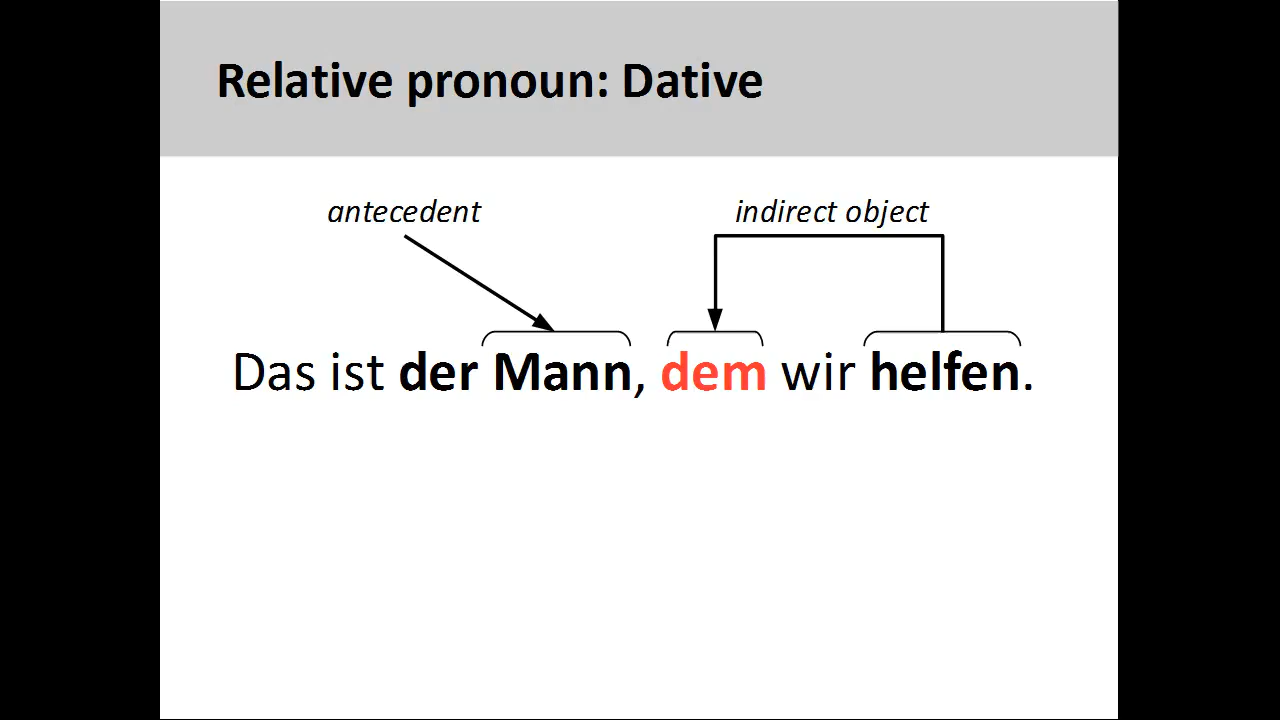 Relative pronoun: Dative
antecedent
indirect object
Das ist der Mann, dem wir helfen.